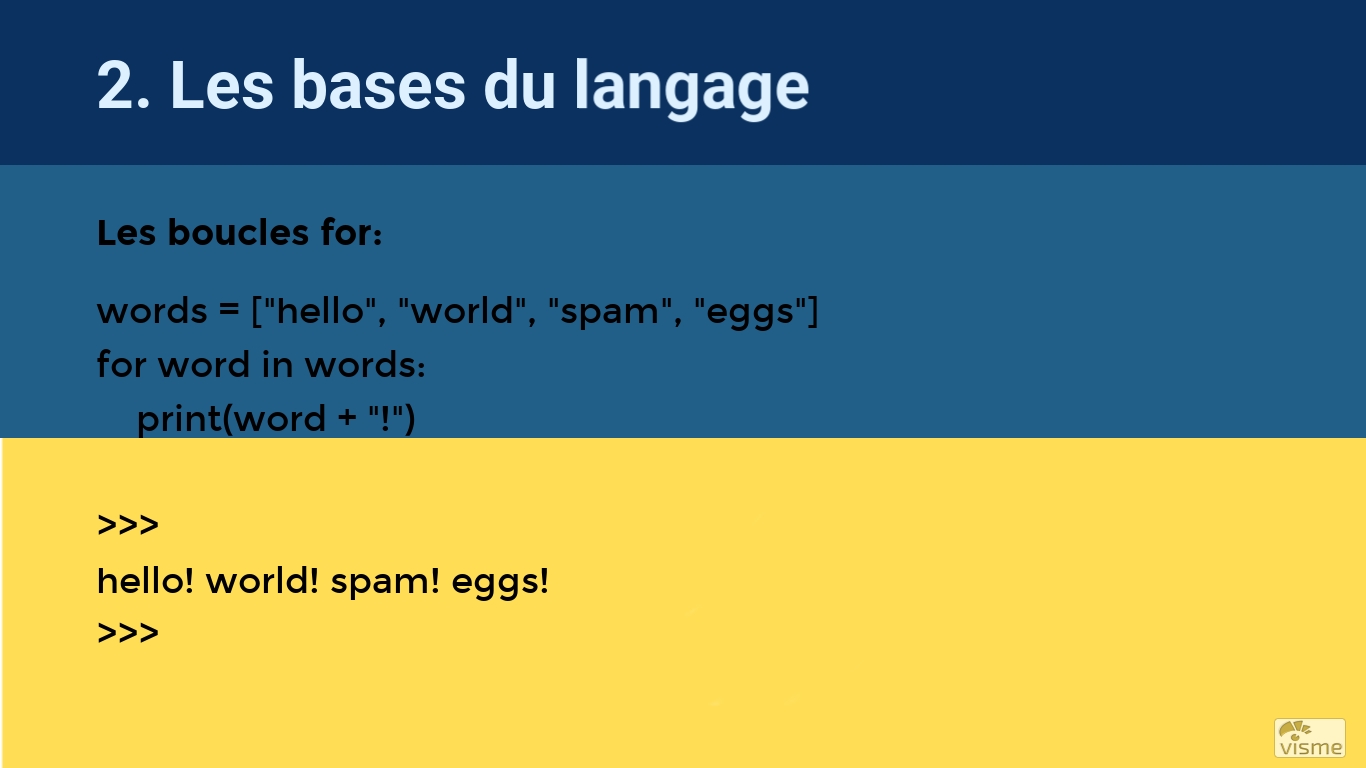 2. Les bases du langage
Les boucles for:
words = ["hello", "world", "spam", "eggs"]
for word in words:
    print(word + "!")
>>>
hello! world! spam! eggs!
>>>
visme